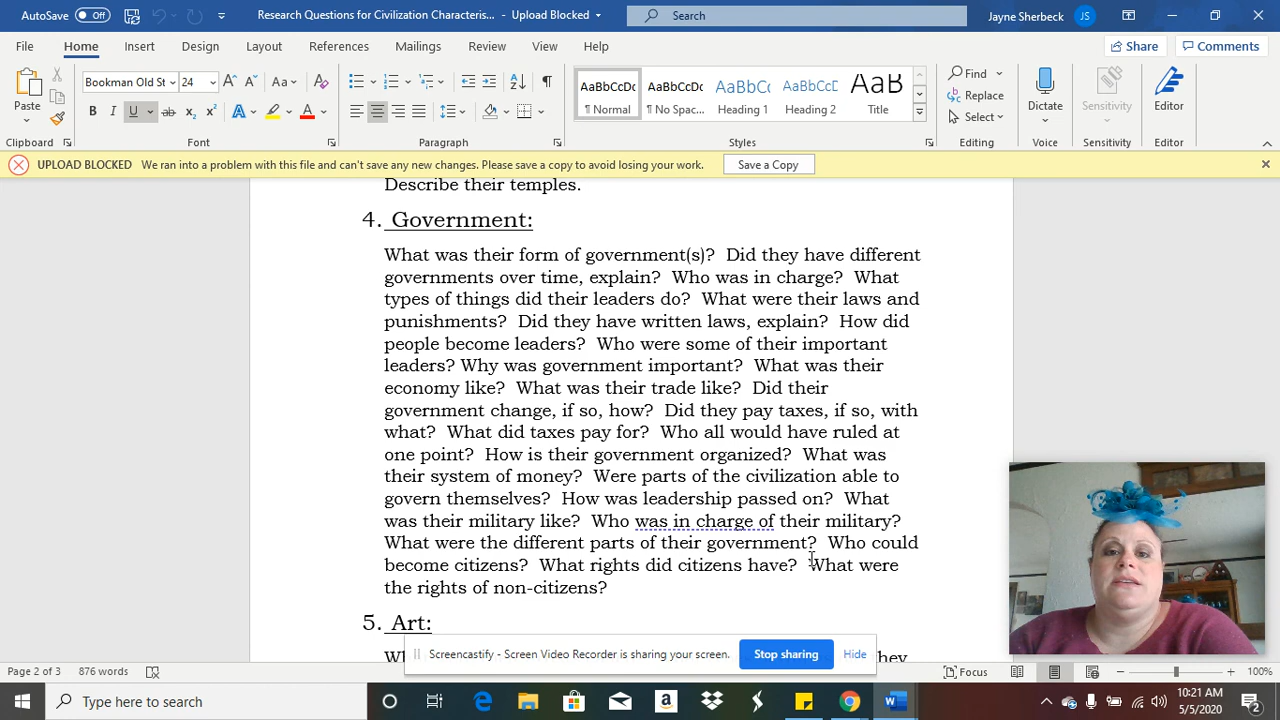 AutoSave Off
Research Questions for Civilization Characteris... - Upload Blocked
Search
Jayne Sherbeck JS
File Home Insert Design Layout References Mailings Review View Help
Share Comments
Bookman Old St 24
Paste
AaBbCcDc AaBbCcDc AaBbCc AaBbCcE AaB
¶ Normal ¶ No Spac... Heading 1 Heading 2 Title
Find
Replace
Select
Dictate
Sensitivity
Editor
Clipboard Font Paragraph Styles Editing Voice Sensitivity Editor
UPLOAD BLOCKED We ran into a problem with this file and can't save any new changes. Please save a copy to avoid losing your work. Save a Copy
Describe their temples.
4. Government:
What was their form of government(s)? Did they have different
governments over time, explain? Who was in charge? What
types of things did their leaders do? What were their laws and
punishments? Did they have written laws, explain? How did
people become leaders? Who were some of their important
leaders? Why was government important? What was their
economy like? What was their trade like? Did their
government change, if so, how? Did they pay taxes, if so, with
what? What did taxes pay for? Who all would have ruled at
one point? How is their government organized? What was
their system of money? Were parts of the civilization able to
govern themselves? How was leadership passed on? What
was their military like? Who was in charge of their military?
What were the different parts of their government? Who could
become citizens? What rights did citizens have? What were
the rights of non-citizens?
5. Art:
Screencastify - Screen Video Recorder is sharing your screen. Stop sharing Hide
Page 2 of 3 876 words
Focus
100%
Type here to search
10:21 AM
5/5/2020
2